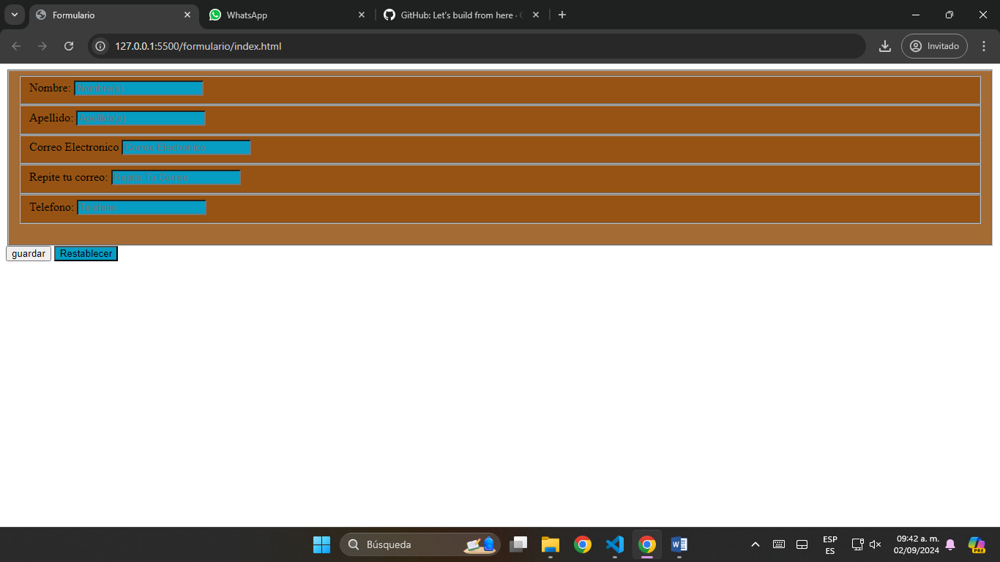 Formulario
WhatsApp
GitHub: Let's build from here ·
127.0.0.1:5500/formulario/index.html
Invitado
Nombre: Nombre(s)
Apellido: Apellido(s)
Correo Electronico Correo Electronico
Repite tu correo: Repite Tu Correo
Telefono: Telefono
guardar Restablecer
Búsqueda
ESP
ES
09:42 a. m.
02/09/2024
PRE